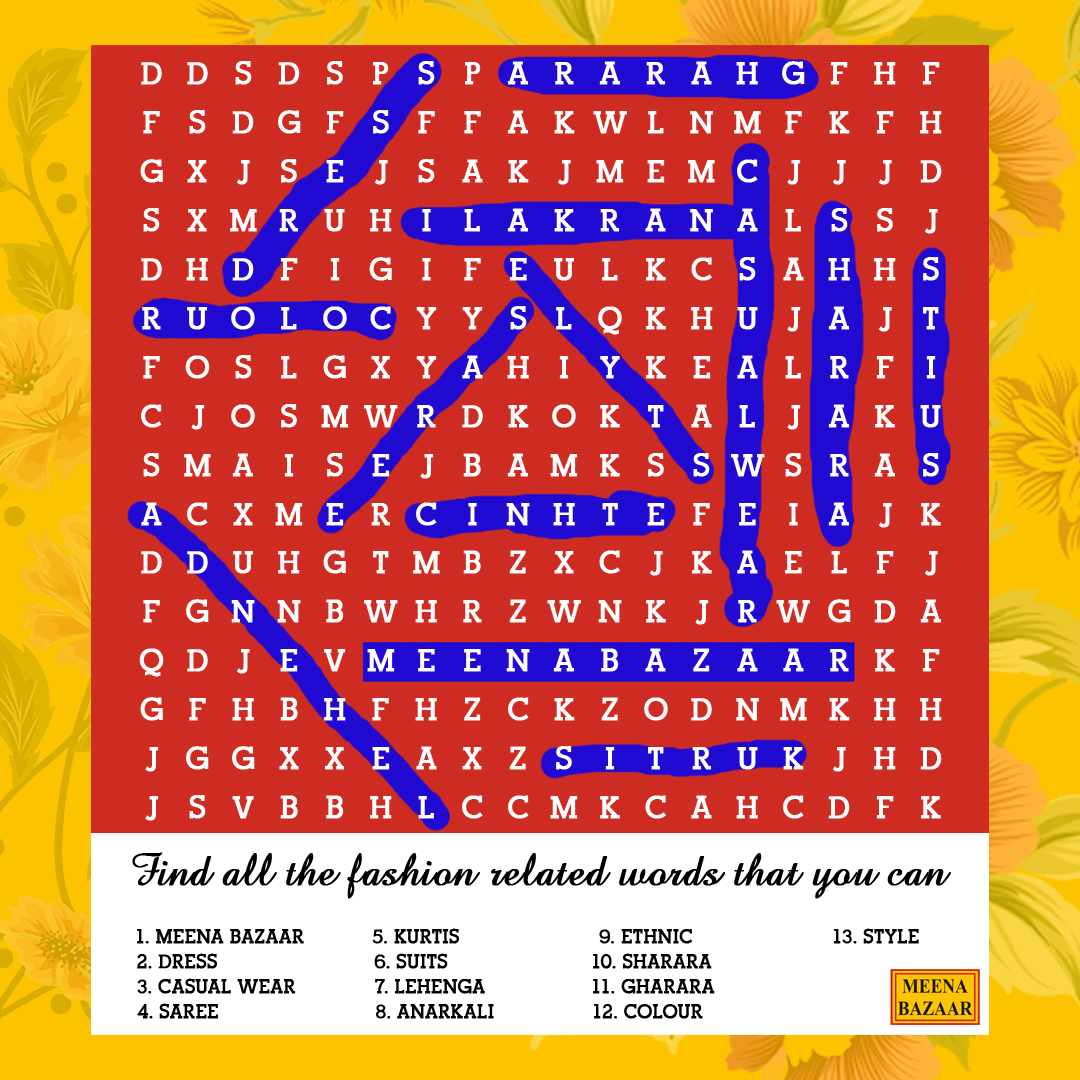 D D S D S P S P A R A R A H G F H F
F S D G F S F F A K W L N M F K F H
G X J S E J S A K J M E M C J J J D
S X M R U H I L A K R A N A L S S J
D H D F I G I F E U L K C S A H H S
R U O L O C Y Y S L Q K H U J A J T
F O S L G X Y A H I Y K E A L R F I
C J O S M W R D K O K T A L J A K U
S M A I S E J B A M K S S W S R A S
A C X M E R C I N H T E F E I A J K
D D U H G T M B Z X C J K A E L F J
F G N N B W H R Z W N K J R W G D A
Q D J E V M E E N A B A Z A A R K F
G F H B H F H Z C K Z O D N M K H H
J G G X X E A X Z S I T R U K J H D
J S V B B H L C C M K C A H C D F K
Find all the fashion related words that you can
1. MEENA BAZAAR
2. DRESS
3. CASUAL WEAR
4. SAREE
5. KURTIS
6. SUITS
7. LEHENGA
8. ANARKALI
9. ETHNIC
10. SHARARA
11. GHARARA
12. COLOUR
13. STYLE
MEENA
BAZAAR